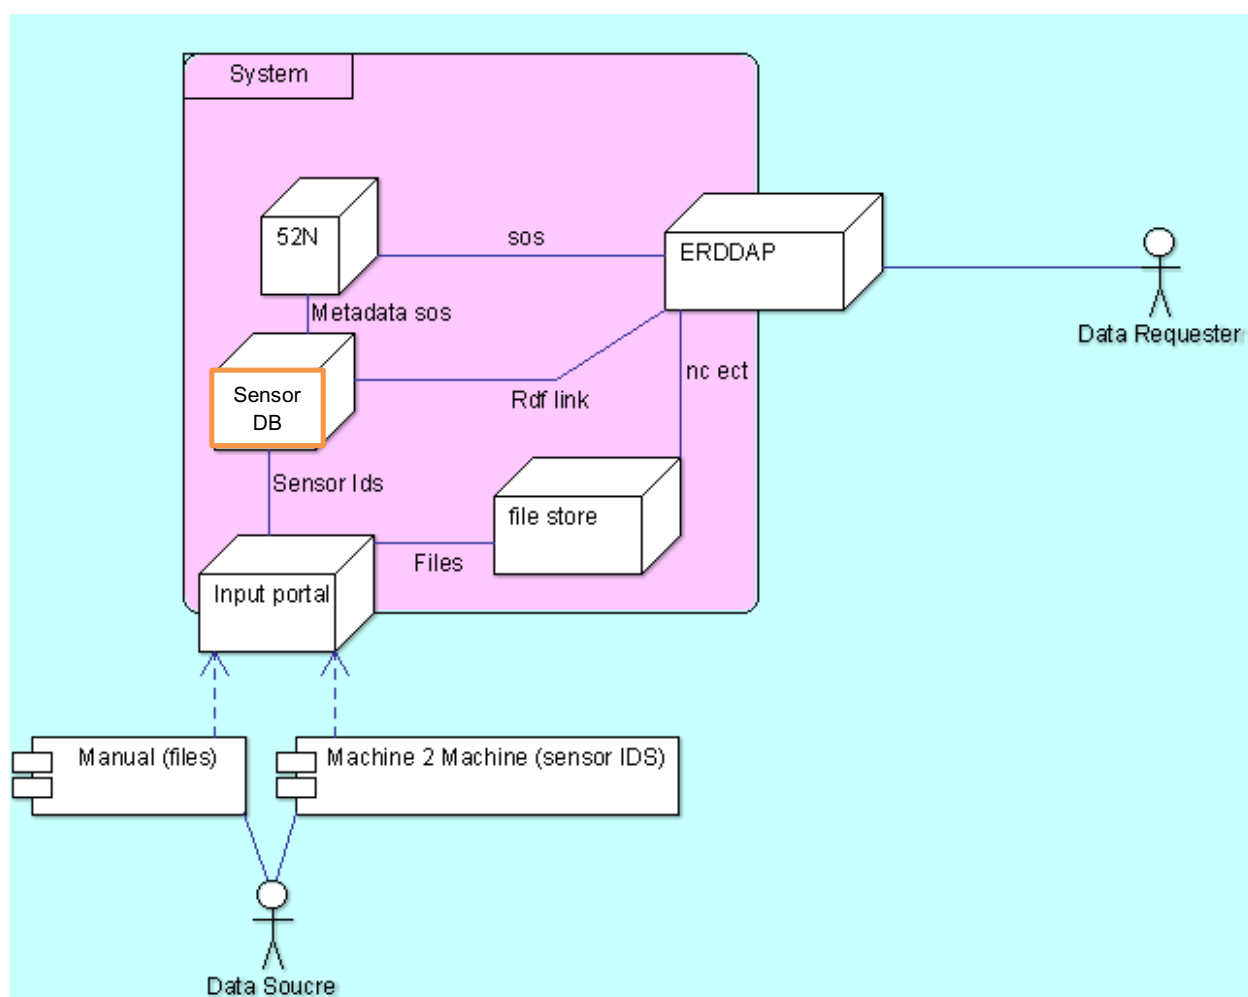 System
52N
sos
ERDDAP
Metadata sos
Data Requester
nc ect
Sensor
DB
Rdf link
Sensor Ids
file store
Files
Input portal
Manual (files)
Machine 2 Machine (sensor IDS)
Data Soucre